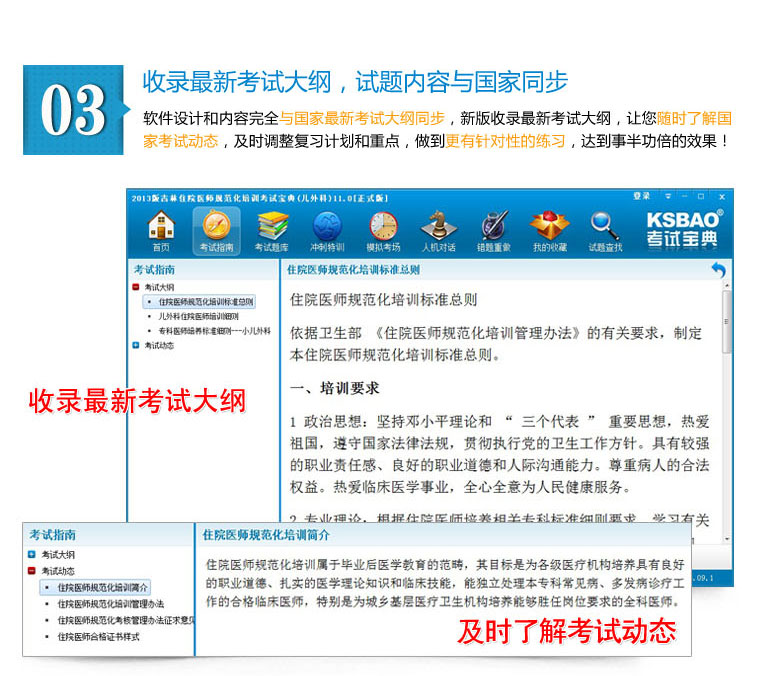 03
收录最新考试大纲，试题内容与国家同步
软件设计和内容完全与国家最新考试大纲同步，新版收录最新考试大纲，让您随时了解国
家考试动态，及时调整复习计划和重点，做到更有针对性的练习，达到事半功倍的效果！
2013版吉林住院医师规范化培训考试宝典(儿外科)11.0[正式版]
登录
首页 考试指南 考试题库 冲刺特训 模拟考场 人机对话 错题重做 我的收藏 试题查找
KSBAO®
考试宝典
考试指南
考试大纲
住院医师规范化培训标准总则
儿外科住院医师培训细则
专科医师培养标准细则---小儿外科
考试动态
住院医师规范化培训标准总则
住院医师规范化培训标准总则
依据卫生部 《住院医师规范化培训管理办法》的有关要求，制定
本住院医师规范化培训标准总则。
一、培训要求
1 政治思想：坚持邓小平理论和 “ 三个代表 ” 重要思想，热爱
祖国，遵守国家法律法规，贯彻执行党的卫生工作方针。具有较强
的职业责任感、良好的职业道德和人际沟通能力。尊重病人的合法
权益。热爱临床医学事业，全心全意为人民健康服务。
2 专业理论：根据住院医师培养相关专科标准细则要求，学习有关
收录最新考试大纲
.09.1
考试指南
考试大纲
考试动态
住院医师规范化培训简介
住院医师规范化培训管理办法
住院医师规范化考核管理办法征求意见
住院医师合格证书样式
住院医师规范化培训简介
住院医师规范化培训属于毕业后医学教育的范畴，其目标是为各级医疗机构培养具有良好
的职业道德、扎实的医学理论知识和临床技能，能独立处理本专科常见病、多发病诊疗工
作的合格临床医师，特别是为城乡基层医疗卫生机构培养能够胜任岗位要求的全科医师。
及时了解考试动态